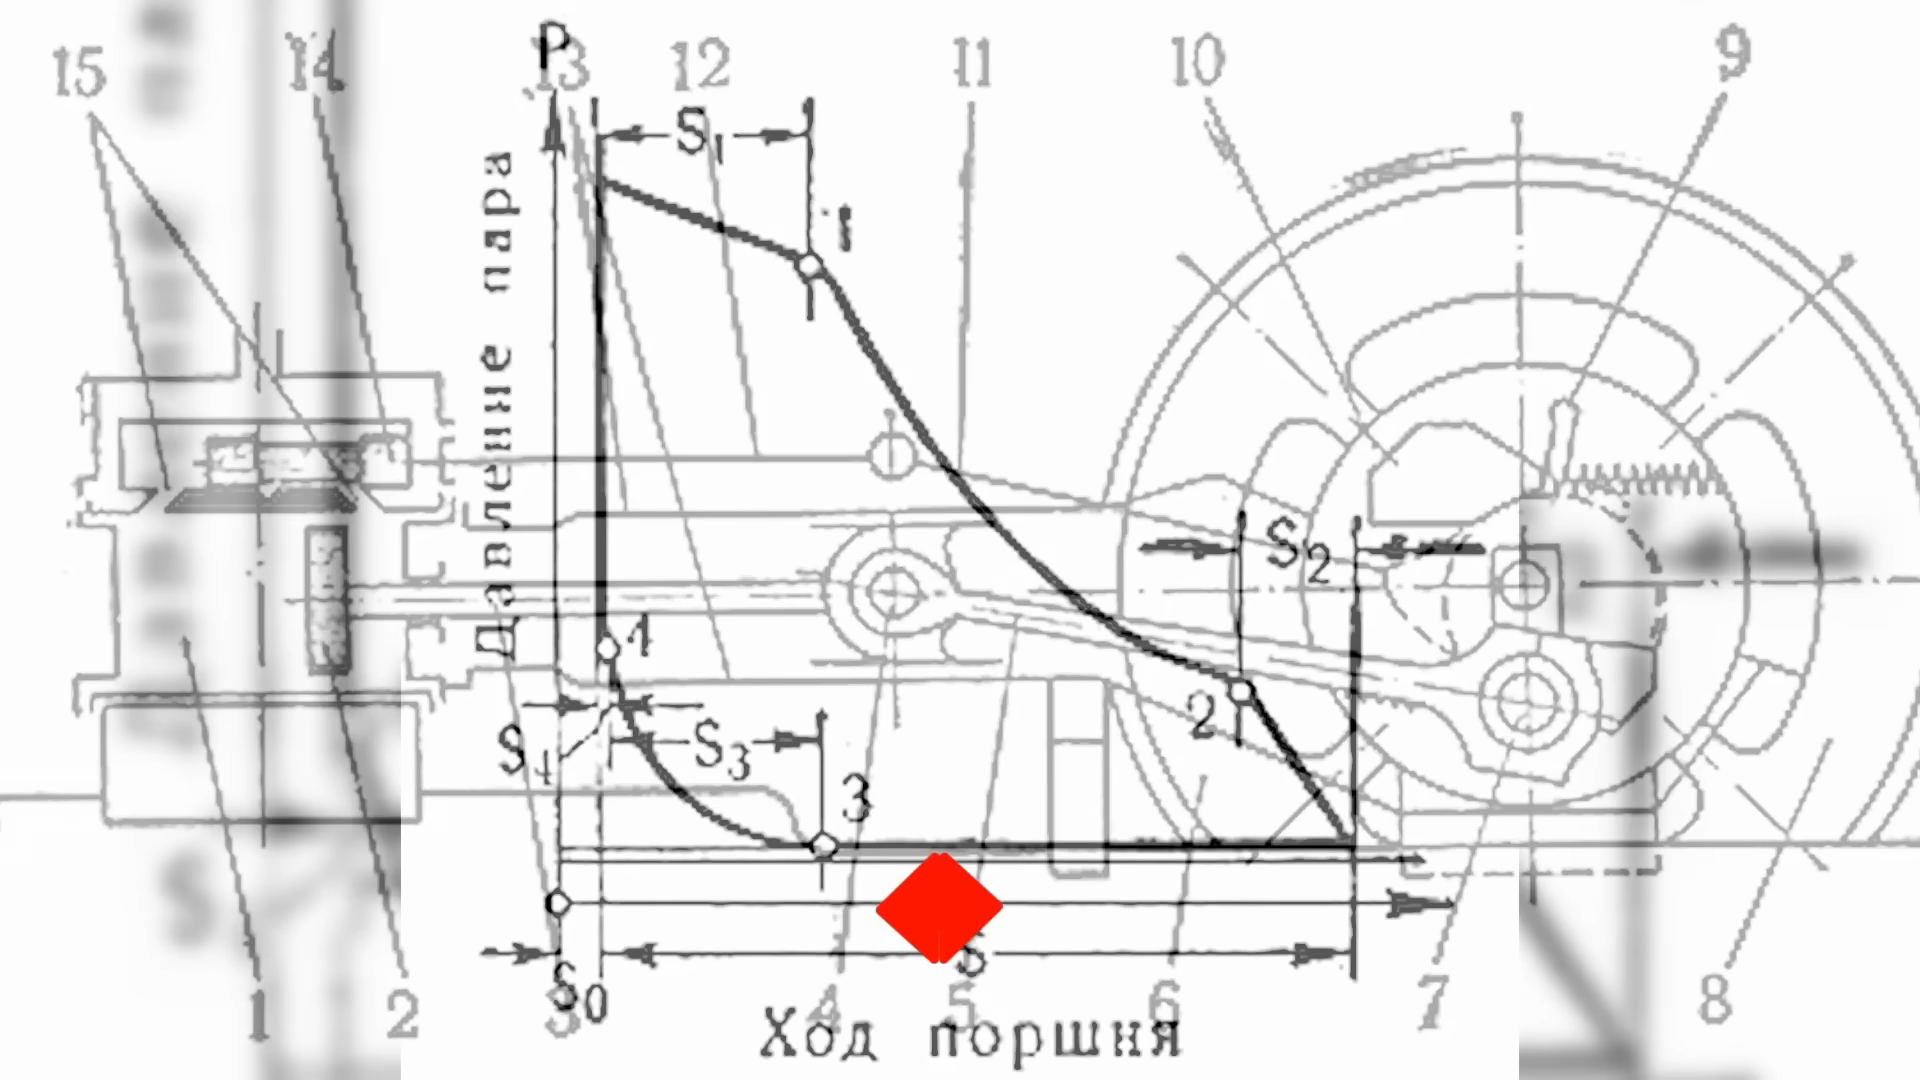 15 14 P 13 12 11 10 9
S₁
1
Давление пара
S₂
4
2
S₄ S₃
3
S
S₀
1 2 3 4 5 6 7 8
Ход поршня